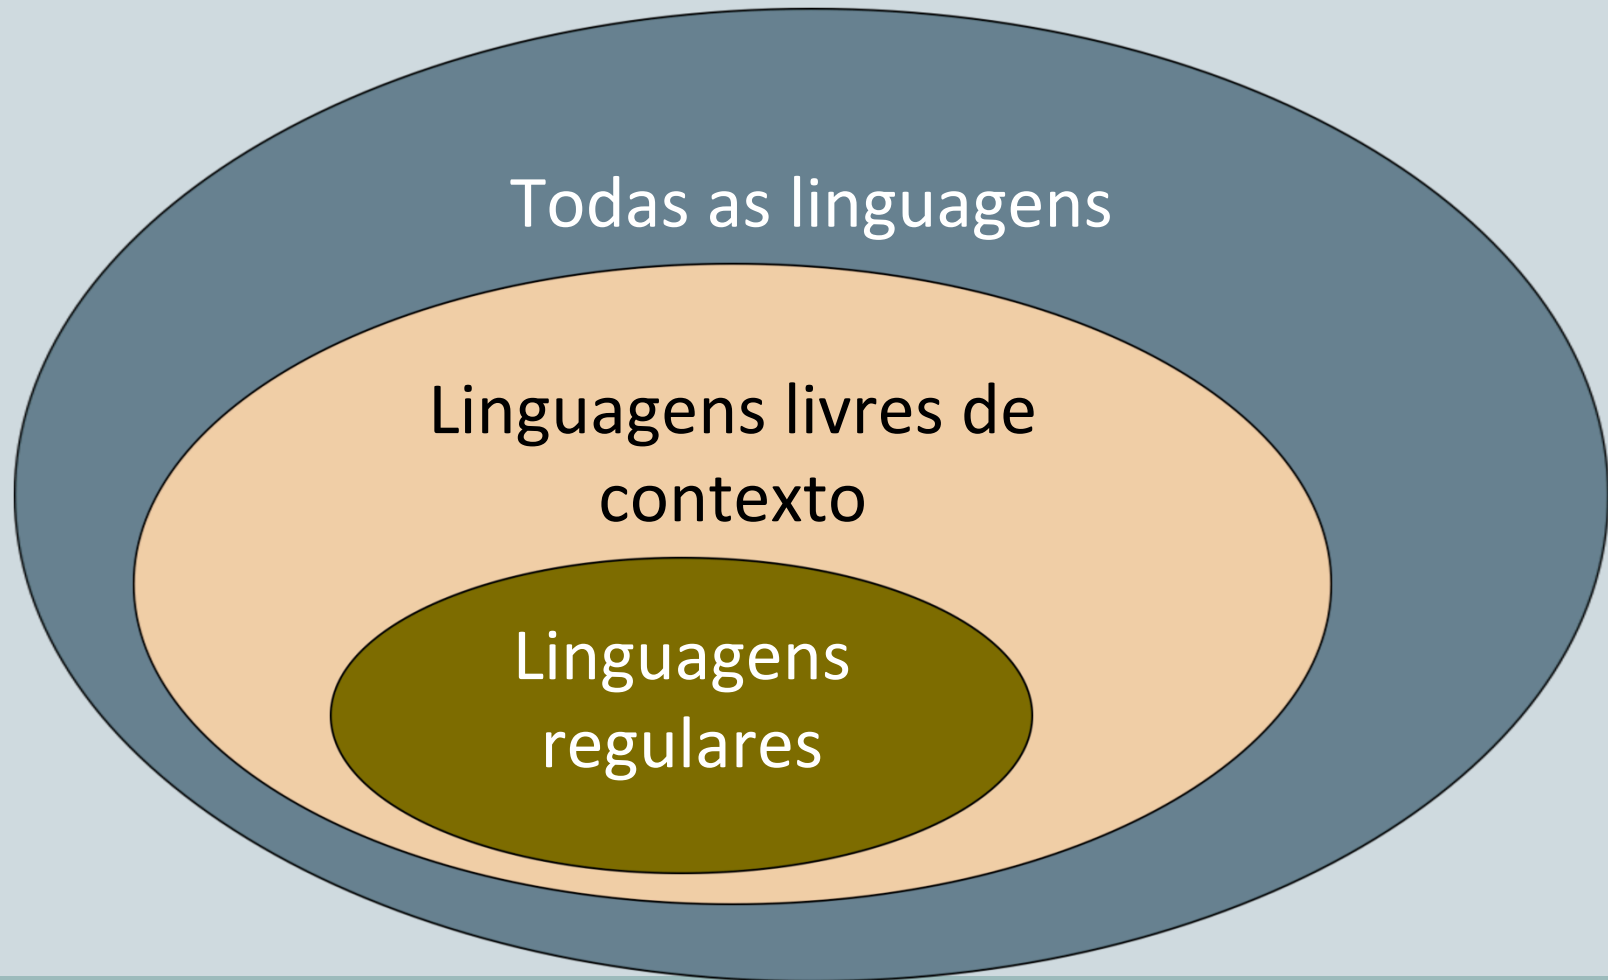 Todas as linguagens
Linguagens livres de
contexto
Linguagens
regulares